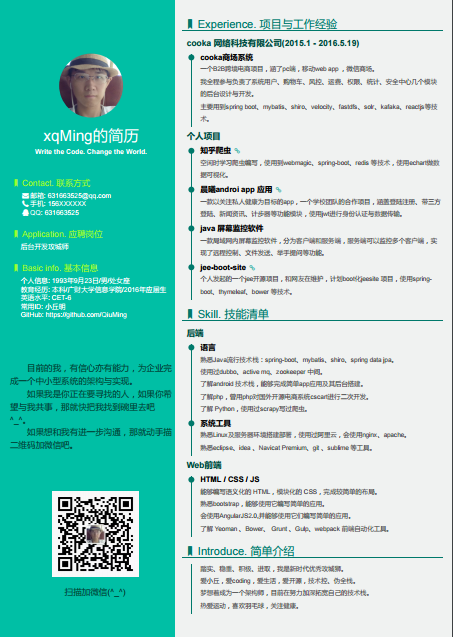 xqMing的简历
Write the Code. Change the World.
Contact. 联系方式
邮箱: 631663525@qq.com
手机: 156XXXXXX
QQ: 631663525
Application. 应聘岗位
后台开发攻城师
Basic info. 基本信息
个人信息: 1993年9月23日/男/处女座
教育经历: 本科/广财大学信息学院/2016年应届生
英语水平: CET-6
常用ID: 小丘明
GitHub: https://github.com/QiuMing
目前的我，有信心亦有能力，为企业完
成一个中小型系统的架构与实现。
如果我是你正在要寻找的人，如果你希
望与我共事，那就快把我找到碗里去吧
^_^。
如果想和我有进一步沟通，那就动手描
二维码加微信吧。
扫描加微信(^_^)
Experience. 项目与工作经验
cooka 网络科技有限公司(2015.1 - 2016.5.19)
cooka商场系统
一个B2B跨境电商项目，涵了pc端，移动web app ，微信商场。
我全程参与负责了系统用户、购物车、风控、运费、权限、统计、安全中心几个模块
的后台设计与开发。
主要用到spring boot、mybatis、shiro、velocity、fastdfs、solr、kafaka、reactjs等技
术。
个人项目
知乎爬虫
空闲时学习爬虫编写，使用到webmagic、spring-boot、redis 等技术，使用echart做数
据可视化。
晨曦androi app 应用
一款以关注私人健康为目标的app，一个学校团队的合作项目，涵盖登陆注册、带三方
登陆、新闻资讯、计步器等功能模块，使用jwt进行身份认证与数据传输。
java 屏幕监控软件
一款局域网内屏幕监控软件，分为客户端和服务端，服务端可以监控多个客户端，实
现了远程控制、文件发送、举手提问等功能。
jee-boot-site
个人发起的一个jee开源项目，和网友在维护，计划boot化jeesite 项目，使用spring-
boot、thymeleaf、bower 等技术。
Skill. 技能清单
后端
语言
熟悉Java流行技术栈：spring-boot、mybatis、shiro、spring data jpa。
使用过dubbo、active mq、zookeeper 中间。
了解android 技术栈，能够完成简单app应用及其后台搭建。
了解php，曾用php对国外开源电商系统cscart进行二次开发。
了解 Python，使用过scrapy写过爬虫。
系统工具
熟悉Linux及服务器环境搭建部署，使用过阿里云，会使用nginx、apache。
熟悉eclipse、idea 、Navicat Premium、git 、sublime 等工具。
Web前端
HTML / CSS / JS
能够编写语义化的 HTML，模块化的 CSS，完成较简单的布局。
熟悉bootstrap，能够使用它编写简单的应用。
会使用AngularJS2.0,并能够使用它们编写简单的应用。
了解 Yeoman 、Bower、Grunt 、Gulp、webpack 前端自动化工具。
Introduce. 简单介绍
踏实、稳重、积极、进取，我是新时代优秀攻城狮。
爱小丘，爱coding，爱生活，爱开源，技术控、伪全栈。
梦想着成为一个架构师，目前在努力加深拓宽自己的技术栈。
热爱运动，喜欢羽毛球，关注健康。